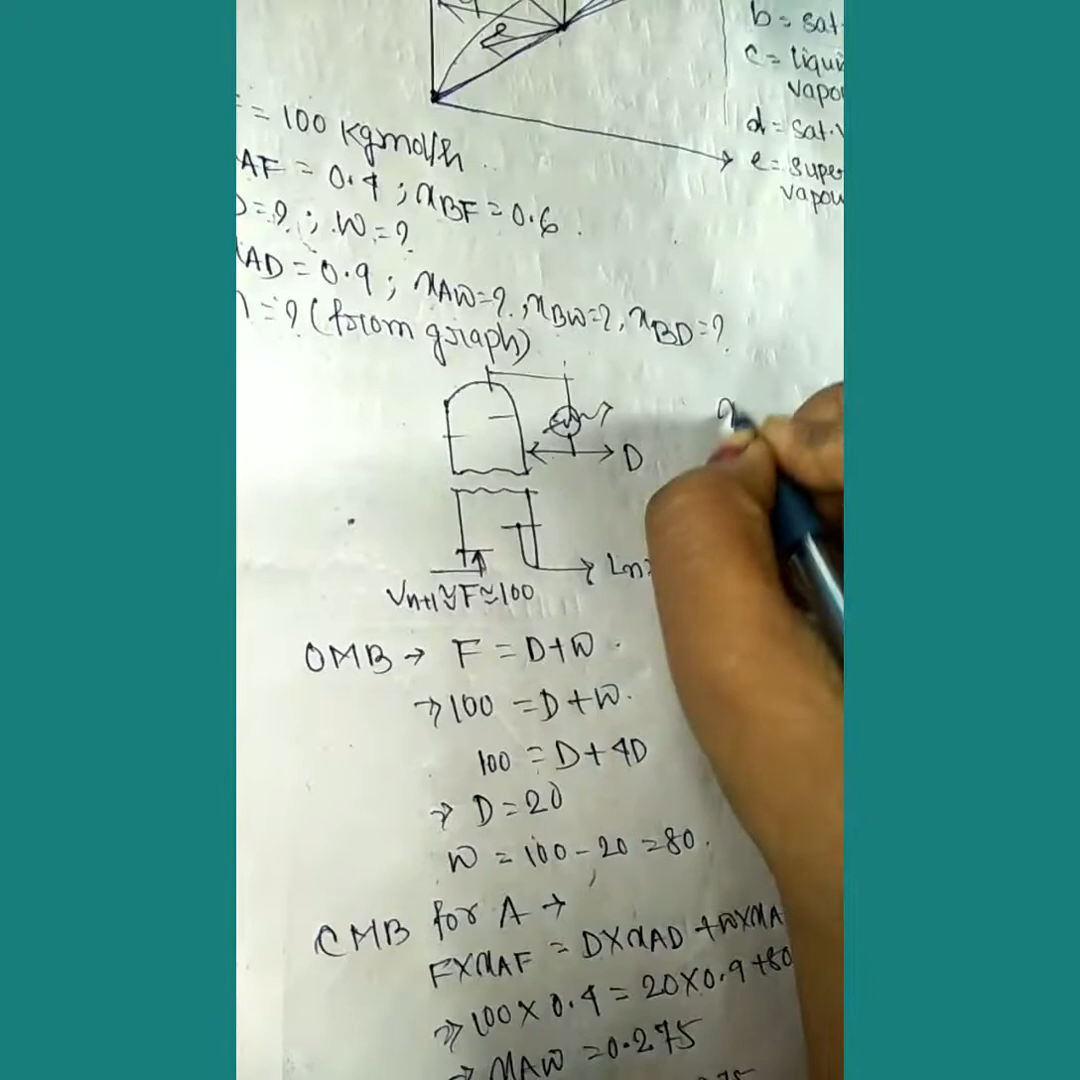 b = sat
c = liqui
vapo
d = sat.v
e = super
vapou
= 100 kgmol/h
AF = 0.4 ; xBF = 0.6
D = ? ; W = ?
AD = 0.9 ; xAW = ?, xBW = ?, xBD = ?
= ? (from graph)
D
Ln
Vn+1 ≈ F ≈ 100
OMB → F = D + W
⇒ 100 = D + W.
100 = D + 4D
⇒ D = 20
W = 100 - 20 = 80.
CMB for A →
F × xAF = D × xAD + W × xA
⇒ 100 × 0.4 = 20 × 0.9 + 80
⇒ xAW = 0.275